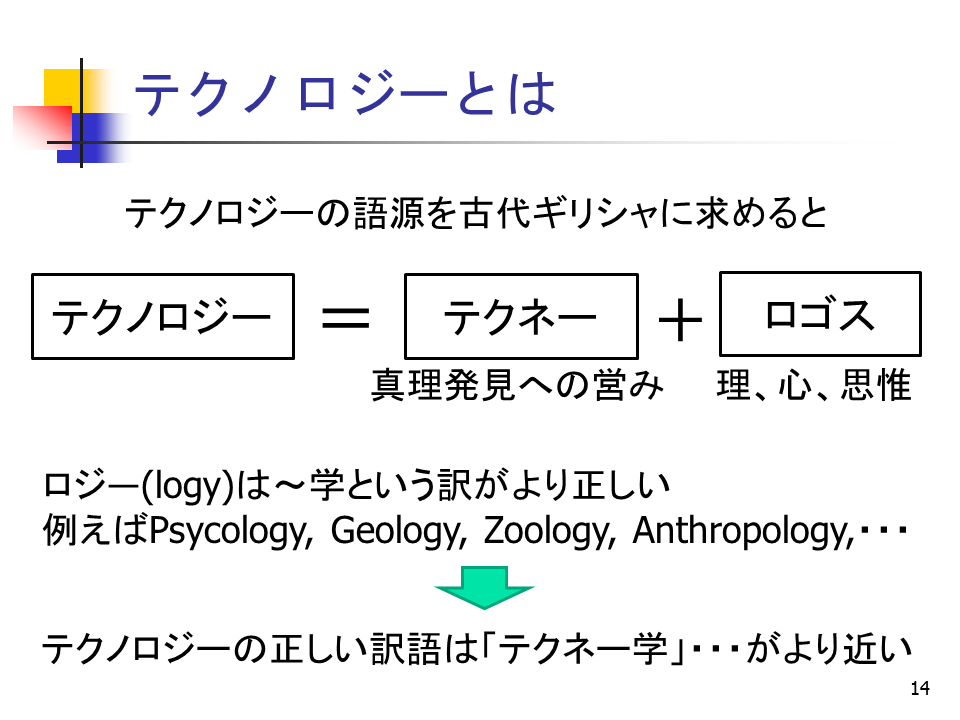 テクノロジーとは
テクノロジーの語源を古代ギリシャに求めると
テクノロジー ＝ テクネー ＋ ロゴス
真理発見への営み 理、心、思惟
ロジー(logy)は～学という訳がより正しい
例えばPsycology, Geology, Zoology, Anthropology,・・・
テクノロジーの正しい訳語は「テクネー学」・・・がより近い
14